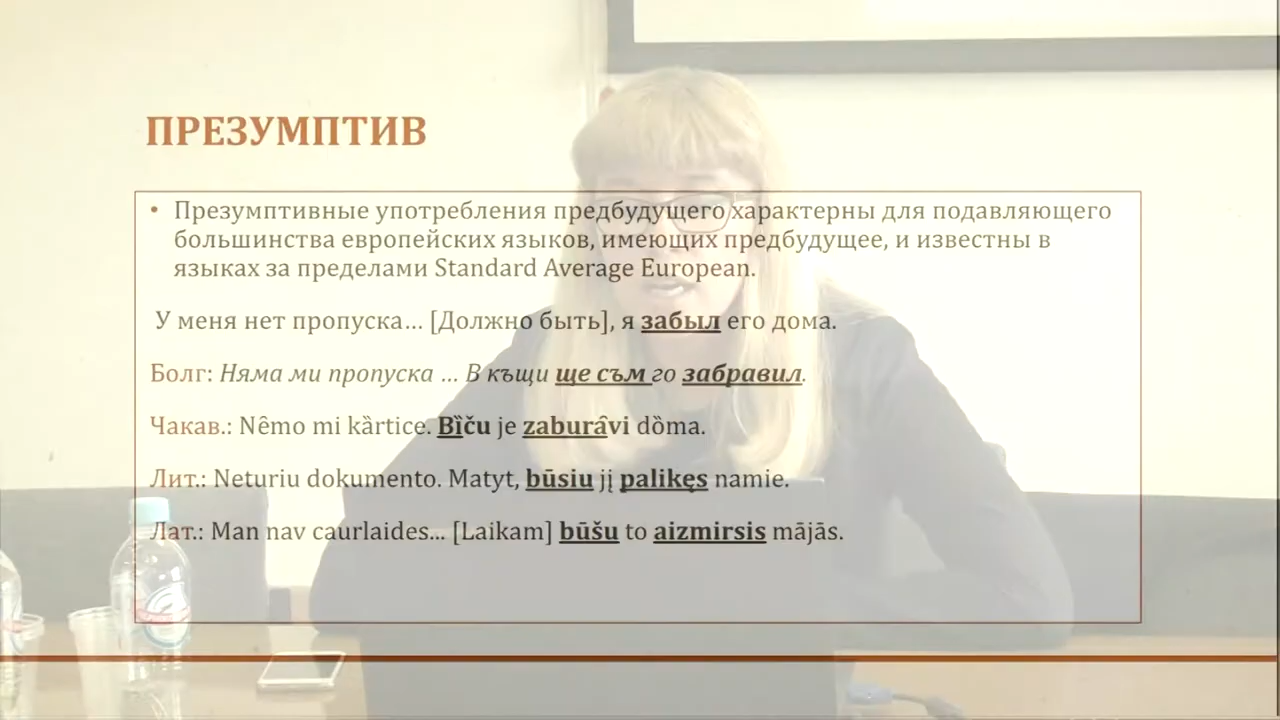 ПРЕЗУМПТИВ
• Презумптивные употребления предбудущего характерны для подавляющего
большинства европейских языков, имеющих предбудущее, и известны в
языках за пределами Standard Average European.
У меня нет пропуска… [Должно быть], я забыл его дома.
Болг: Няма ми пропуска … В къщи ще съм го забравил.
Чакав.: Nȇmo mi kȁrtice. Bȉču je zaburȃvi dȍma.
Лит.: Neturiu dokumento. Matyt, būsiu jį palikęs namie.
Лат.: Man nav caurlaides... [Laikam] būšu to aizmirsis mājās.